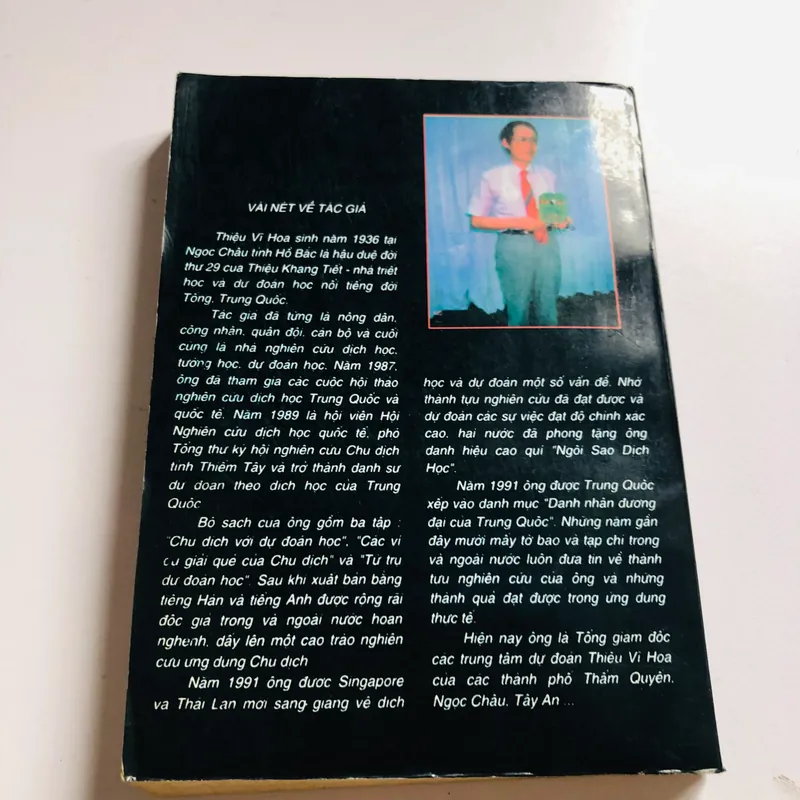 VÀI NÉT VỀ TÁC GIẢ
Thiệu Vĩ Hoa sinh năm 1936 tại
Ngọc Châu tỉnh Hồ Bắc là hậu duệ đời
thứ 29 của Thiệu Khang Tiết - nhà triết
học và dự đoán học nổi tiếng đời
Tống, Trung Quốc.
Tác giả đã từng là nông dân,
công nhân, quân đội, cán bộ và cuối
cùng là nhà nghiên cứu dịch học,
tướng học, dự đoán học. Năm 1987,
ông đã tham gia các cuộc hội thảo
nghiên cứu dịch học Trung Quốc và
quốc tế. Năm 1989 là hội viên Hội
Nghiên cứu dịch học quốc tế, phó
Tổng thư ký hội nghiên cứu Chu dịch
tỉnh Thiểm Tây và trở thành danh sư
dự đoán theo dịch học của Trung
Quốc
Bộ sách của ông gồm ba tập :
"Chu dịch với dự đoán học", "Các ví
dụ giải quẻ của Chu dịch" và "Tứ trụ
dự đoán học". Sau khi xuất bản bằng
tiếng Hán và tiếng Anh được rộng rãi
độc giả trong và ngoài nước hoan
nghênh, dấy lên một cao trào nghiên
cứu ứng dụng Chu dịch
Năm 1991 ông được Singapore
và Thái Lan mời sang giảng về dịch
học và dự đoán một số vấn đề. Nhờ
thành tựu nghiên cứu đã đạt được và
dự đoán các sự việc đạt độ chính xác
cao, hai nước đã phong tặng ông
danh hiệu cao quí "Ngôi Sao Dịch
Học".
Năm 1991 ông được Trung Quốc
xếp vào danh mục "Danh nhân đương
đại của Trung Quốc". Những năm gần
đây mười mấy tờ báo và tạp chí trong
và ngoài nước luôn đưa tin về thành
tựu nghiên cứu của ông và những
thành quả đạt được trong ứng dụng
thực tế.
Hiện nay ông là Tổng giám đốc
các trung tâm dự đoán Thiệu Vĩ Hoa
của các thành phố Thẩm Quyến,
Ngọc Châu, Tây An ...